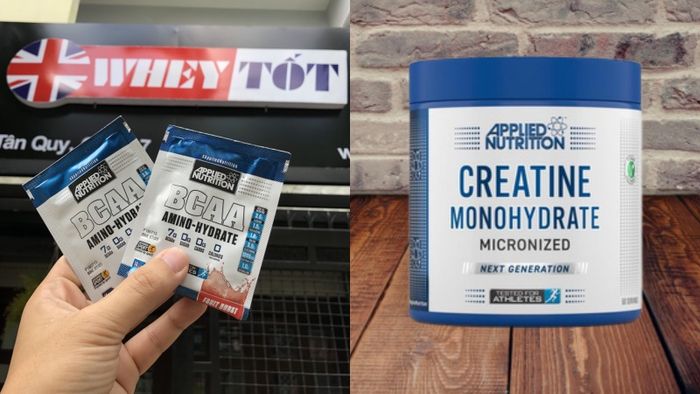 WHEY TỐT
Tân Quy,
APPLIED
NUTRITION
BCAA
AMINO-HYDRATE
APPLIED
NUTRITION
BCAA
AMINO-HYDRATE
FRUIT BURST
APPLIED
NUTRITION
CREATINE
MONOHYDRATE
MICRONIZED
NEXT GENERATION
TESTED FOR
ATHLETES